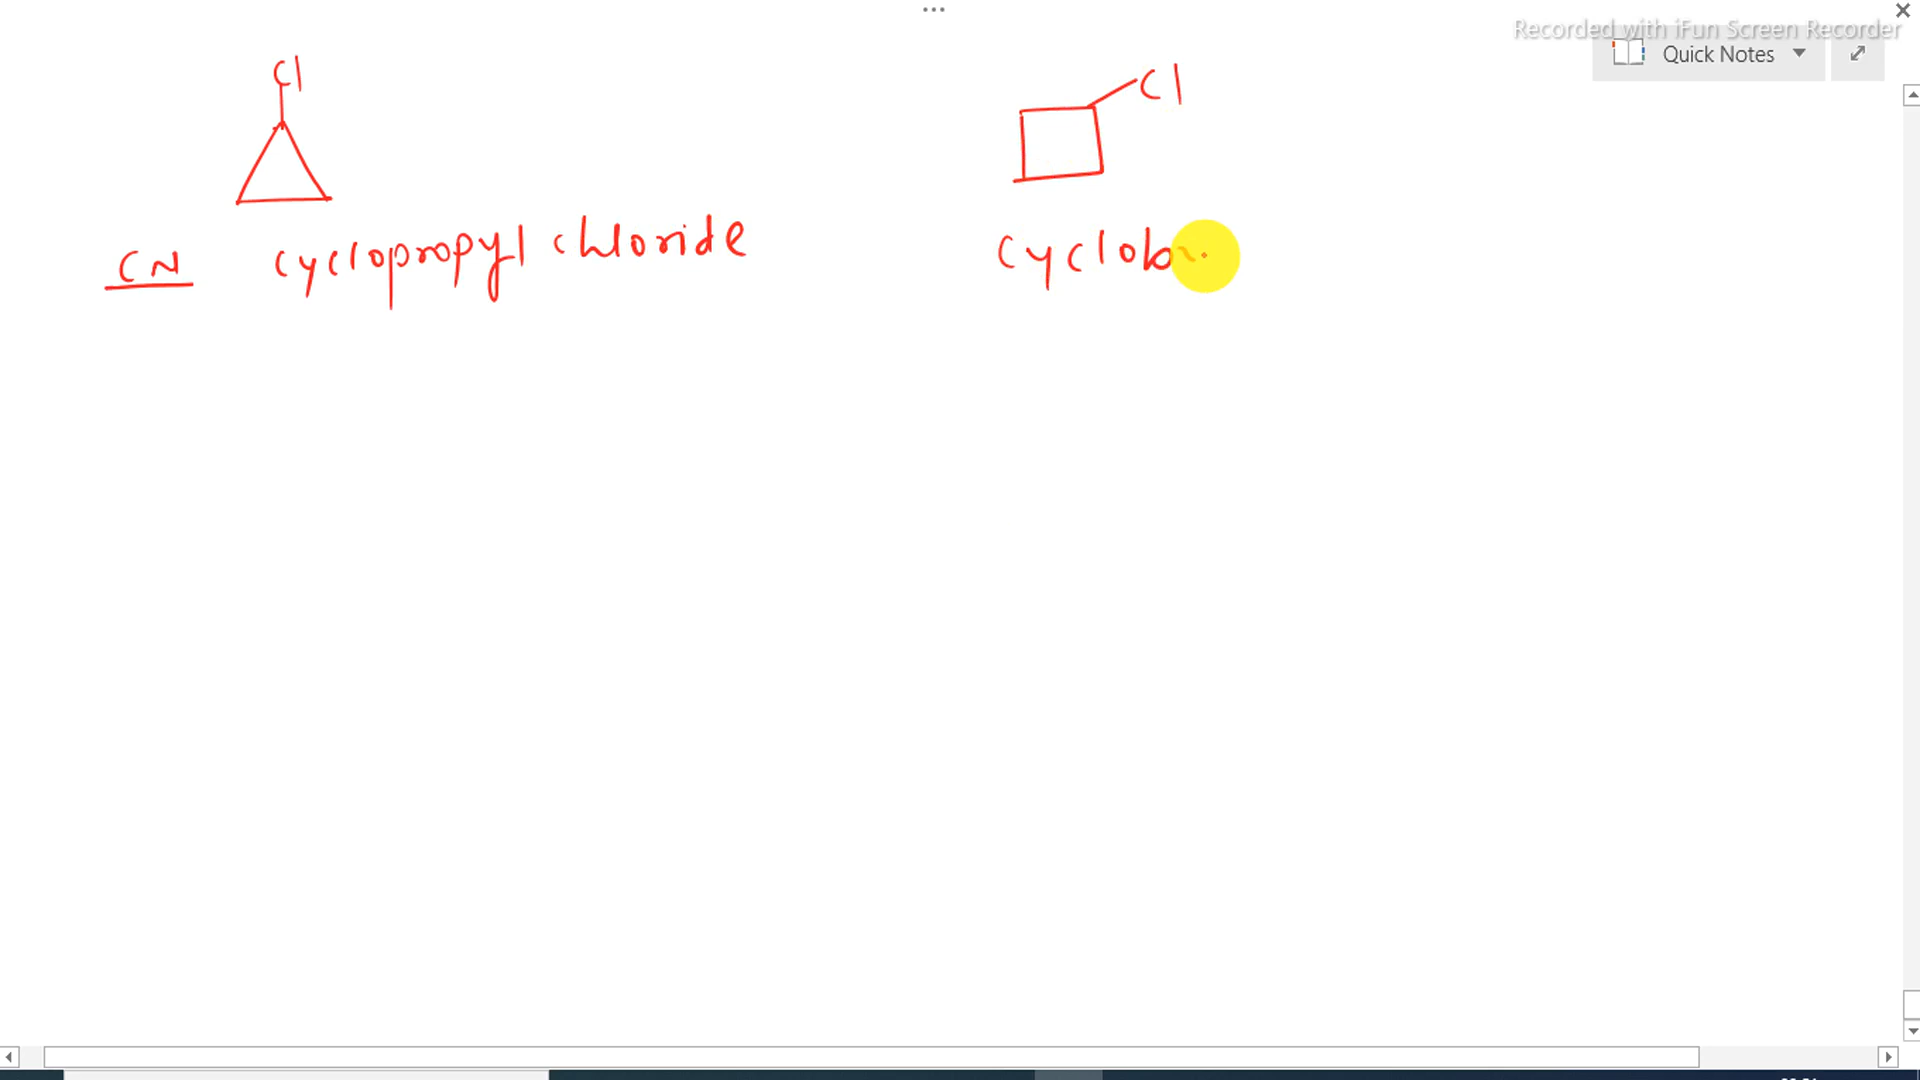 Recorded with iFun Screen Recorder
Quick Notes
Cl
Cl
CN cyclopropyl chloride
cyclob